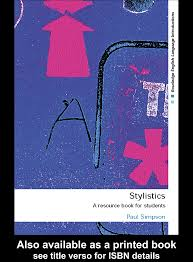 Routledge English Language Introductions
A
Stylistics
A resource book for students
Paul Simpson
Also available as a printed book
see title verso for ISBN details